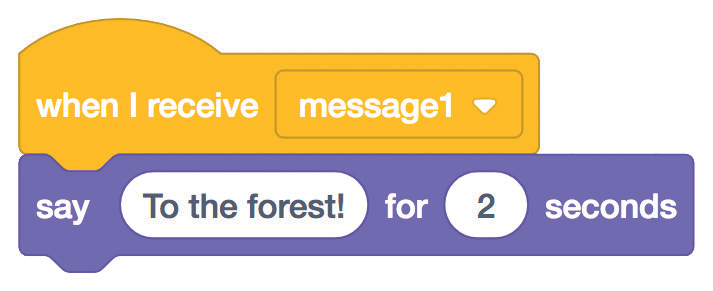 when I receive message1
say To the forest! for 2 seconds